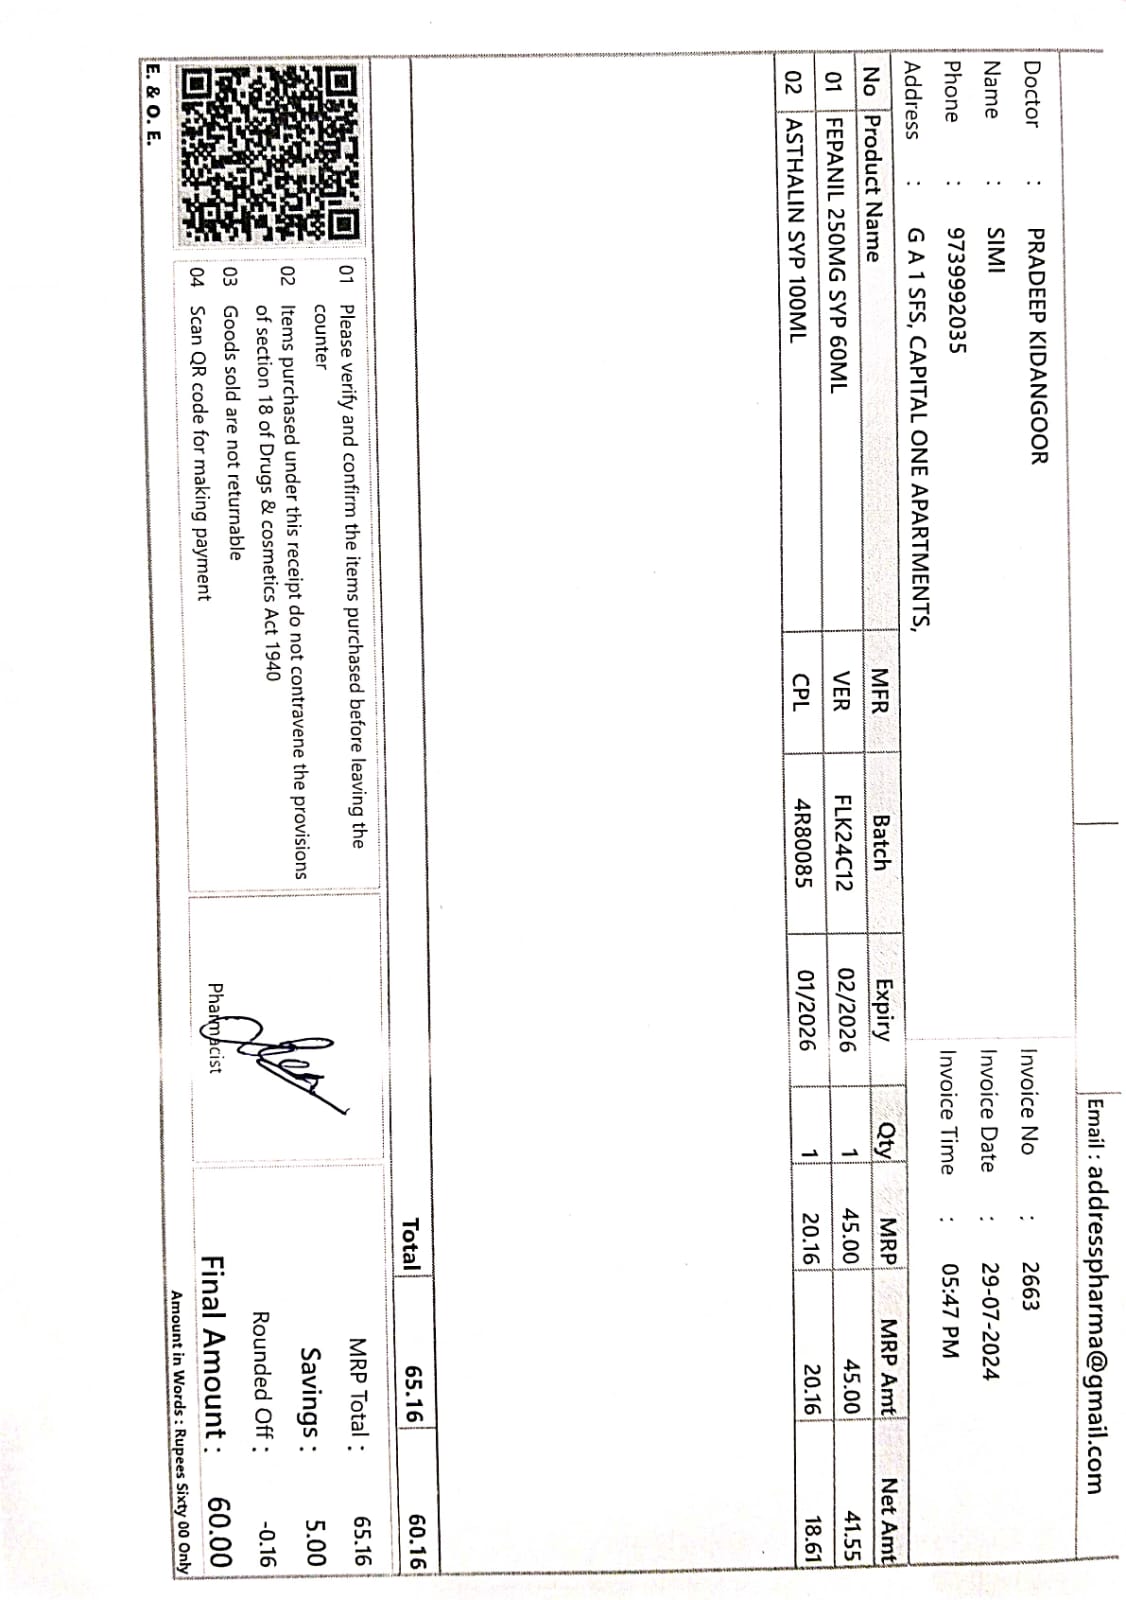 Email : addresspharma@gmail.com
Doctor : PRADEEP KIDANGOOR
Name : SIMI
Phone : 9739992035
Address : G A 1 SFS, CAPITAL ONE APARTMENTS,
Invoice No : 2663
Invoice Date : 29-07-2024
Invoice Time : 05:47 PM
No Product Name MFR Batch Expiry Qty MRP MRP Amt Net Amt
01 FEPANIL 250MG SYP 60ML VER FLK24C12 02/2026 1 45.00 45.00 41.55
02 ASTHALIN SYP 100ML CPL 4R80085 01/2026 1 20.16 20.16 18.61
Total 65.16 60.16
01 Please verify and confirm the items purchased before leaving the
counter
02 Items purchased under this receipt do not contravene the provisions
of section 18 of Drugs & cosmetics Act 1940
03 Goods sold are not returnable
04 Scan QR code for making payment
Pharmacist
MRP Total : 65.16
Savings : 5.00
Rounded Off : -0.16
Final Amount : 60.00
Amount in Words : Rupees Sixty 00 Only
E. & O. E.